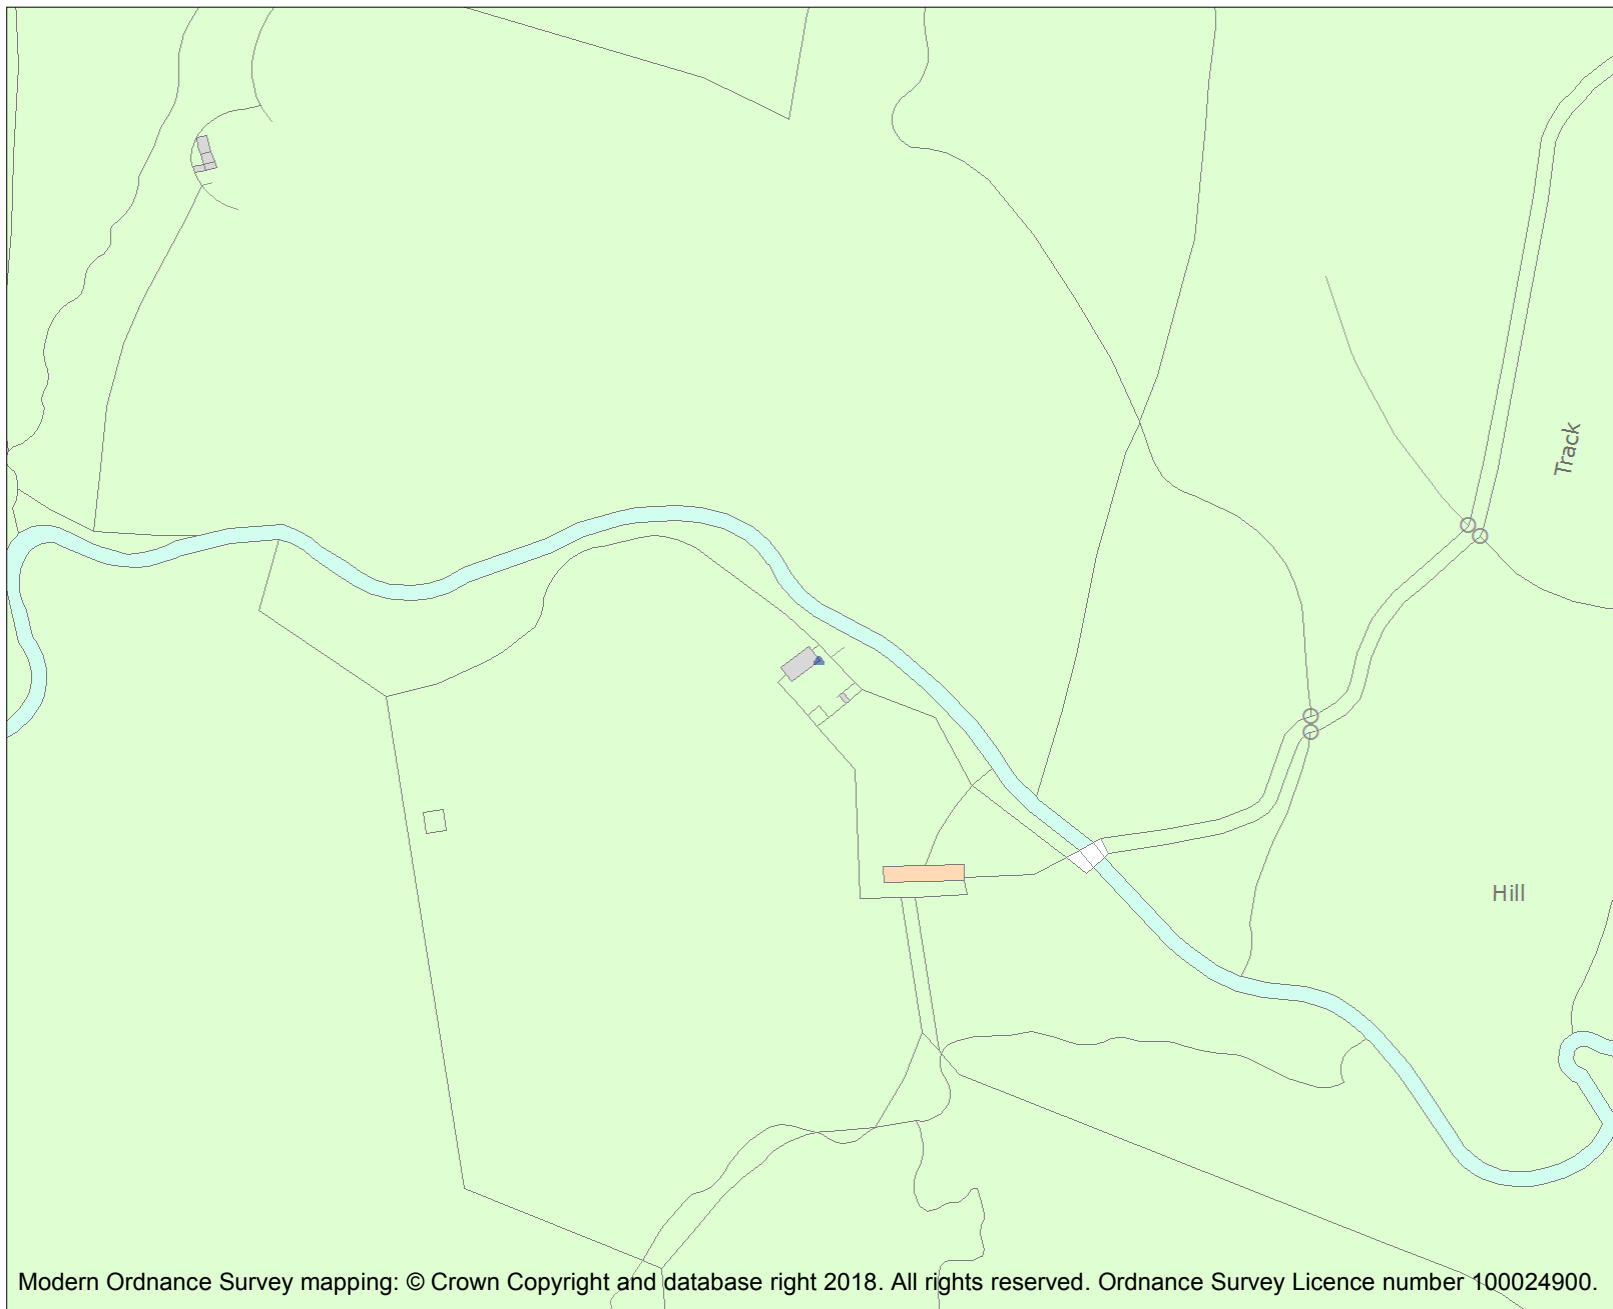 Track
Hill
Modern Ordnance Survey mapping: © Crown Copyright and database right 2018. All rights reserved. Ordnance Survey Licence number 100024900.